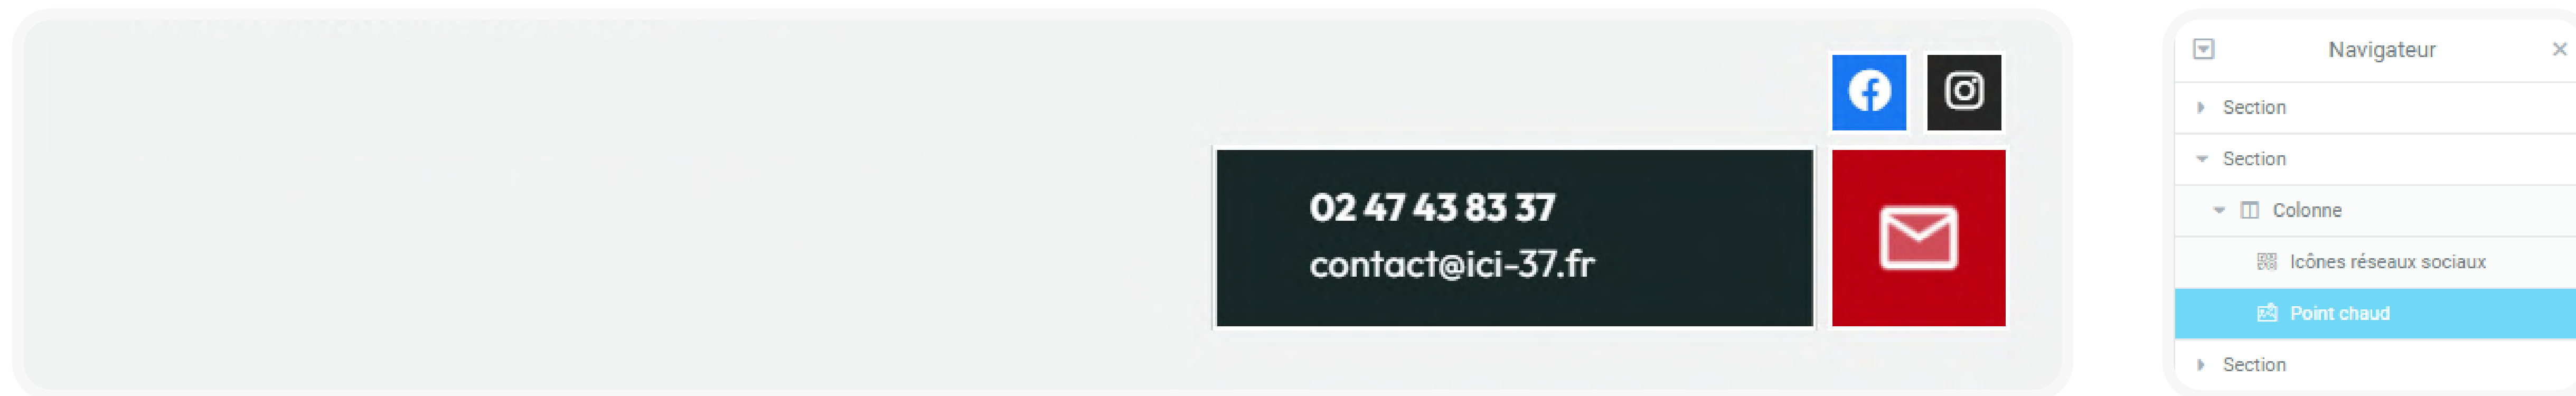 02 47 43 83 37
contact@ici-37.fr
Navigateur
Section
Section
Colonne
Icônes réseaux sociaux
Point chaud
Section